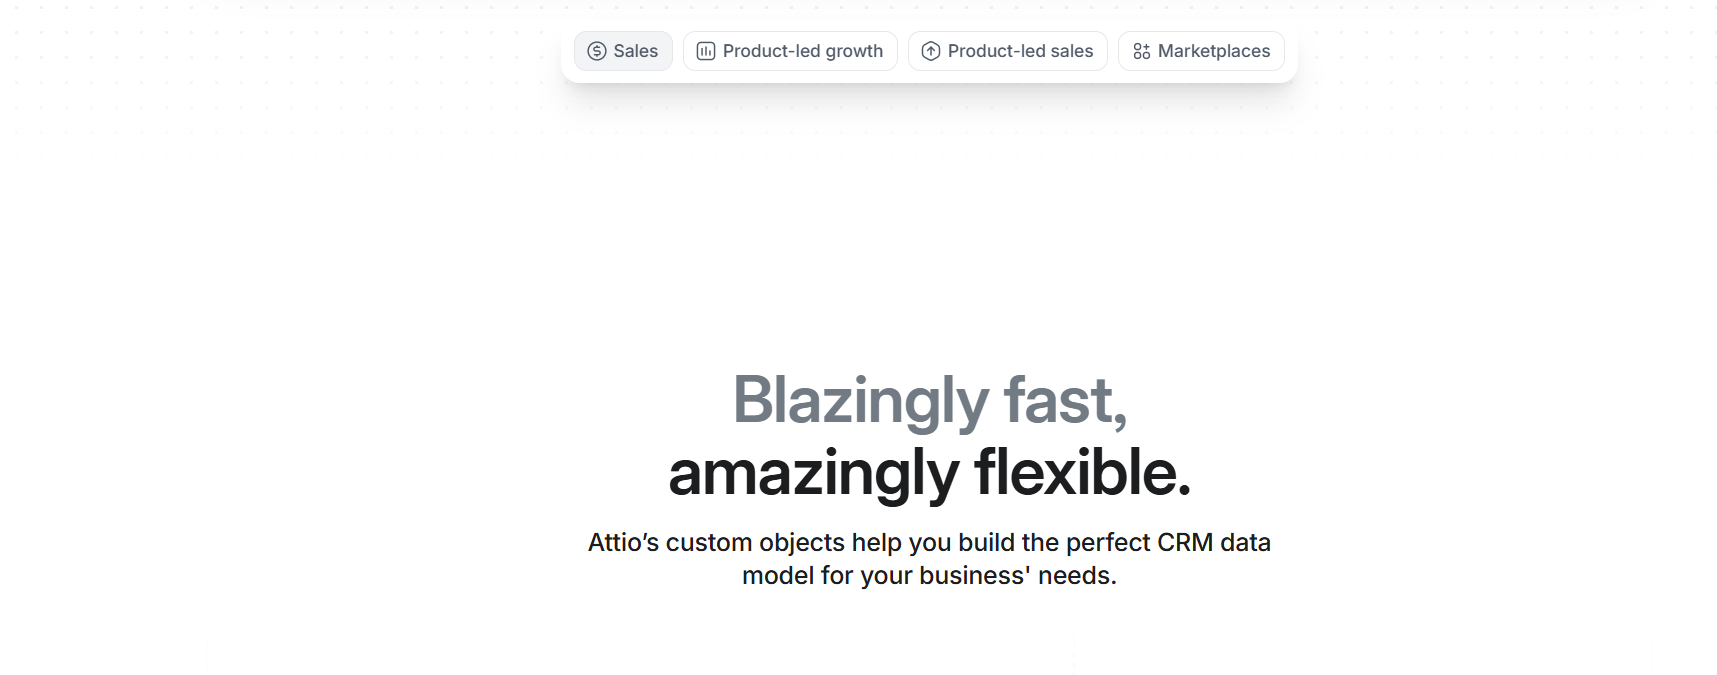 Sales Product-led growth Product-led sales Marketplaces
Blazingly fast,
amazingly flexible.
Attio’s custom objects help you build the perfect CRM data
model for your business' needs.